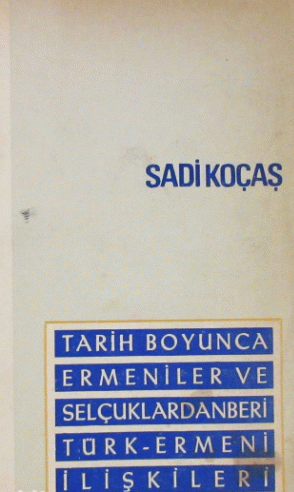 SADİ KOÇAŞ
TARİH BOYUNCA
ERMENİLER VE
SELÇUKLARDANBERİ
TÜRK-ERMENİ
İLİŞKİLERİ